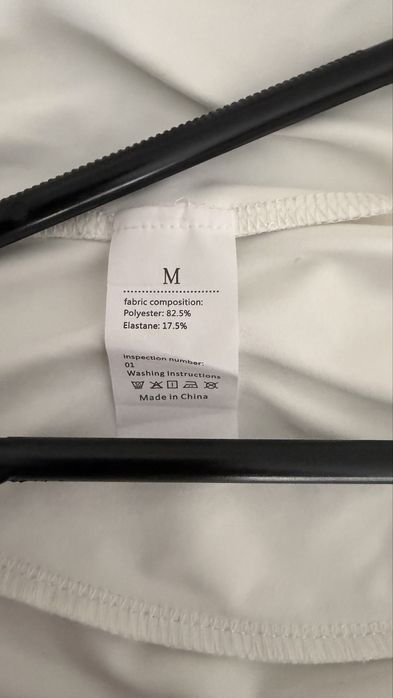 M
fabric composition:
Polyester: 82.5%
Elastane: 17.5%
Inspection number:
01
Washing Instructions
Made in China